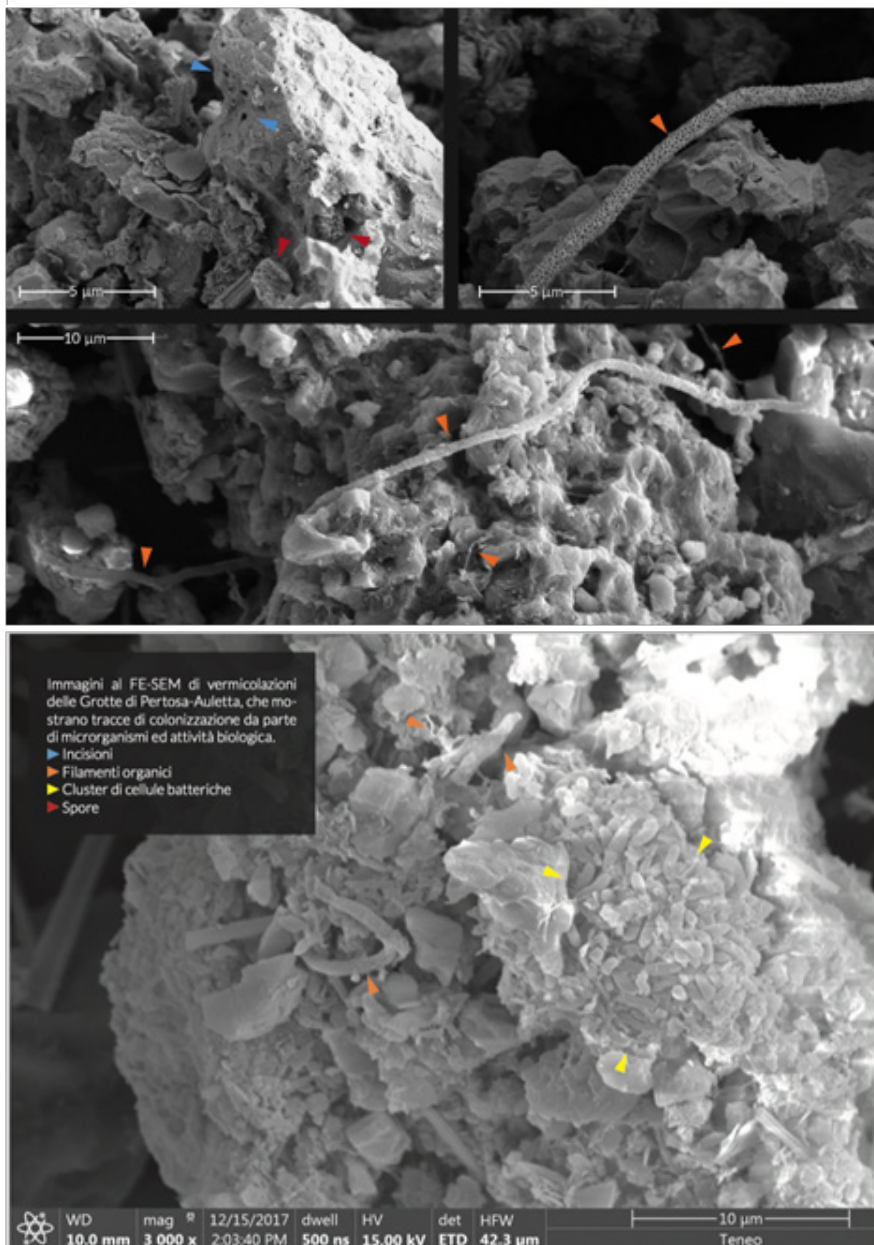 5 µm
5 µm
10 µm
Immagini al FE-SEM di vermicolazioni
delle Grotte di Pertosa-Auletta, che mo-
strano tracce di colonizzazione da parte
di microrganismi ed attività biologica.
Incisioni
Filamenti organici
Cluster di cellule batteriche
Spore
WD mag 12/15/2017 dwell HV det HFW 10 µm
10.0 mm 3 000 x 2:03:40 PM 500 ns 15.00 kV ETD 42.3 µm Teneo